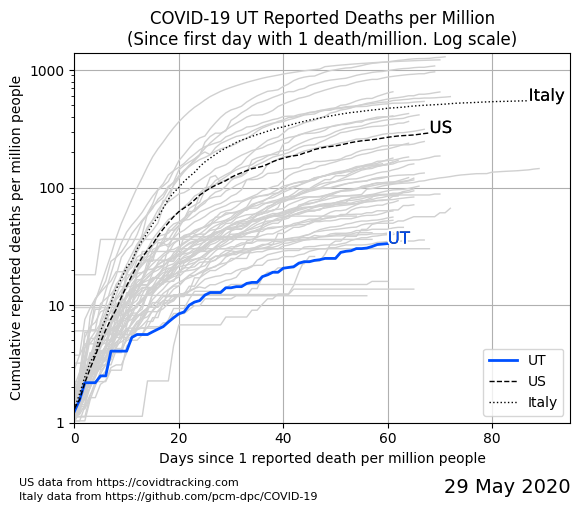 COVID-19 UT Reported Deaths per Million
(Since first day with 1 death/million. Log scale)
Cumulative reported deaths per million people
1000
100
10
1
Italy
US
UT
UT
US
Italy
0
20
40
60
80
Days since 1 reported death per million people
US data from https://covidtracking.com
Italy data from https://github.com/pcm-dpc/COVID-19
29 May 2020